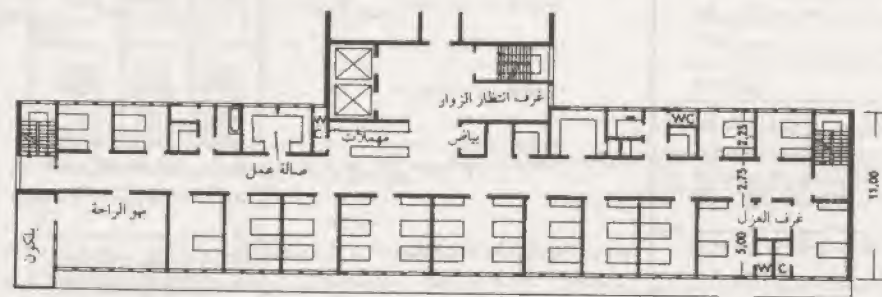 غرف انتظار الزوار
WC
WC
مهملات
بياض
صالة عمل
2,25
2,75
5,00
11,00
بهو الراحة
غرف العزل
بلكون
WC